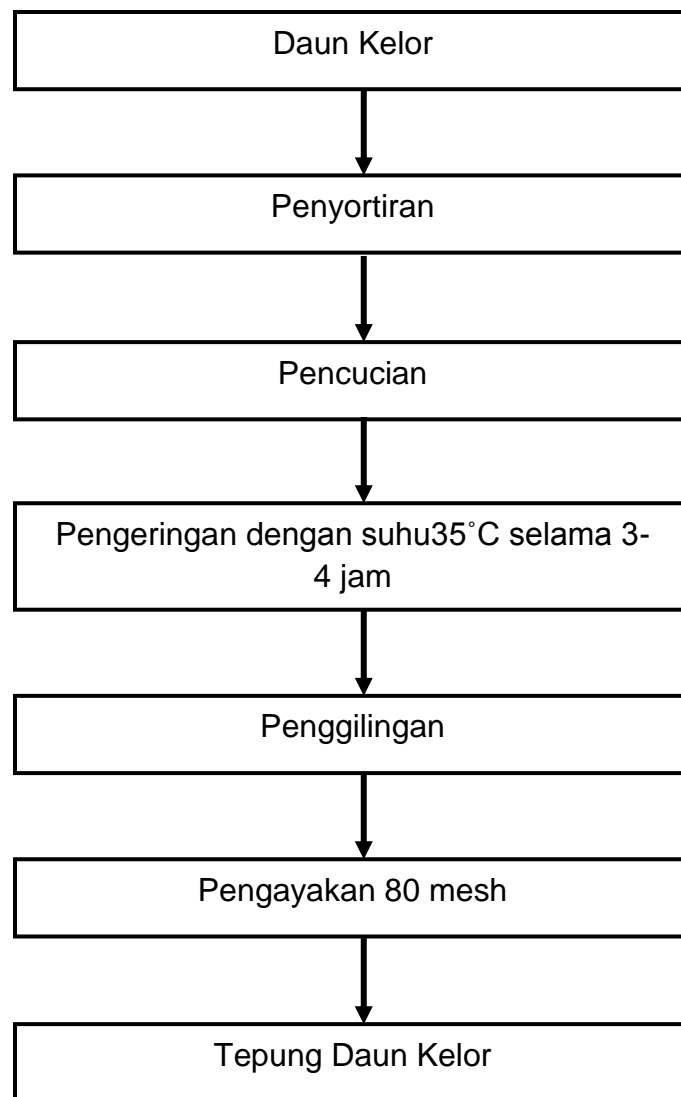 Daun Kelor
Penyortiran
Pencucian
Pengeringan dengan suhu35˚C selama 3-
4 jam
Penggilingan
Pengayakan 80 mesh
Tepung Daun Kelor